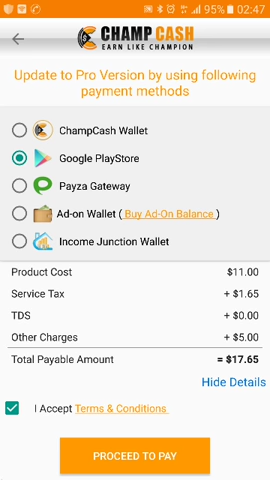 95% 02:47
CHAMP CASH
EARN LIKE CHAMPION
Update to Pro Version by using following
payment methods
ChampCash Wallet
Google PlayStore
Payza Gateway
Ad-on Wallet ( Buy Ad-On Balance )
Income Junction Wallet
Product Cost $11.00
Service Tax + $1.65
TDS + $0.00
Other Charges + $5.00
Total Payable Amount = $17.65
Hide Details
I Accept Terms & Conditions
PROCEED TO PAY